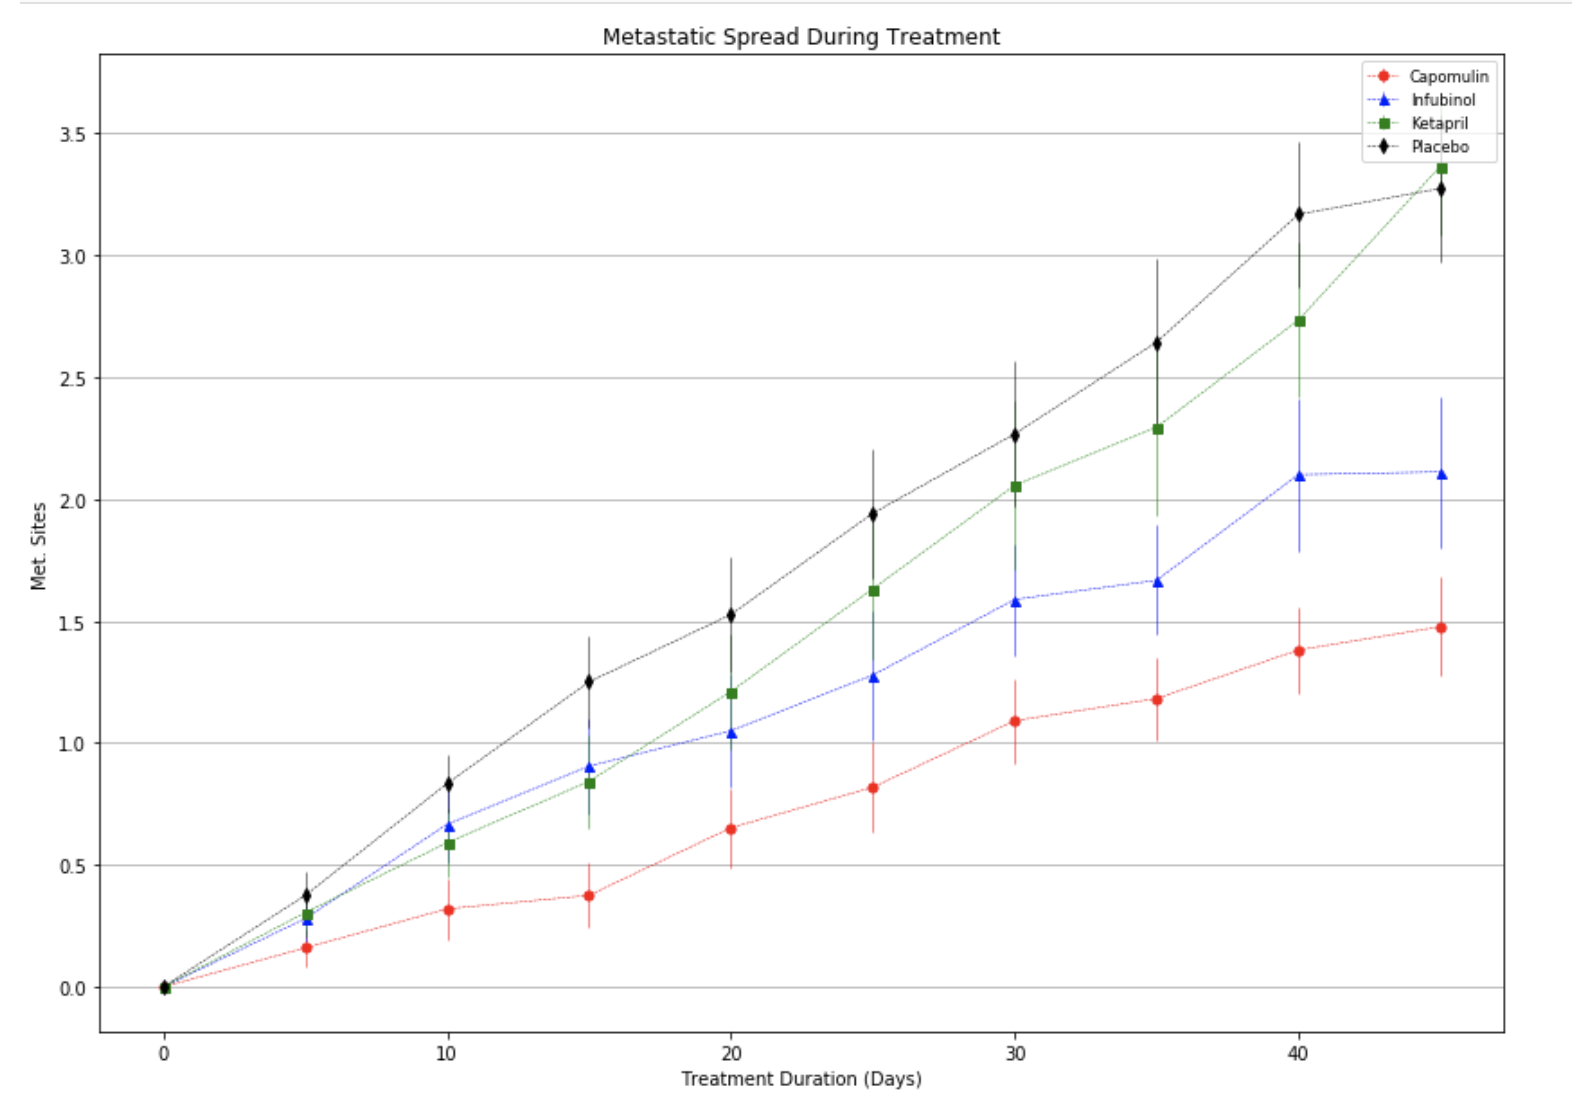 Metastatic Spread During Treatment
Capomulin
Infubinol
Ketapril
Placebo
3.5
3.0
2.5
2.0
1.5
1.0
0.5
0.0
Met. Sites
0 10 20 30 40
Treatment Duration (Days)